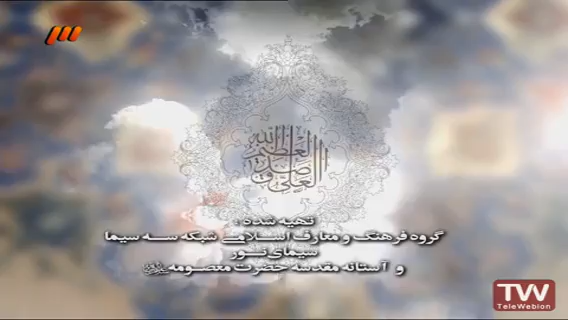 صدق الله العلی العظیم
تهیه شده :
گروه فرهنگ و معارف اسلامی شبکه سه سیما
سیمای نور
و آستانه مقدسه حضرت معصومه
TW
TeleWebion